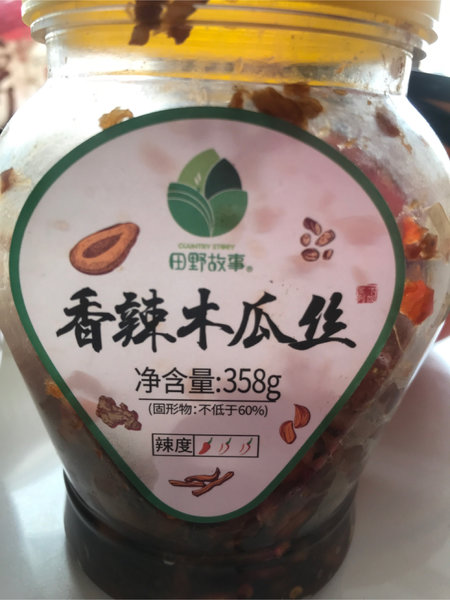 COUNTRY STORY
田野故事®
香辣木瓜丝
净含量:358g
(固形物:不低于60%)
辣度